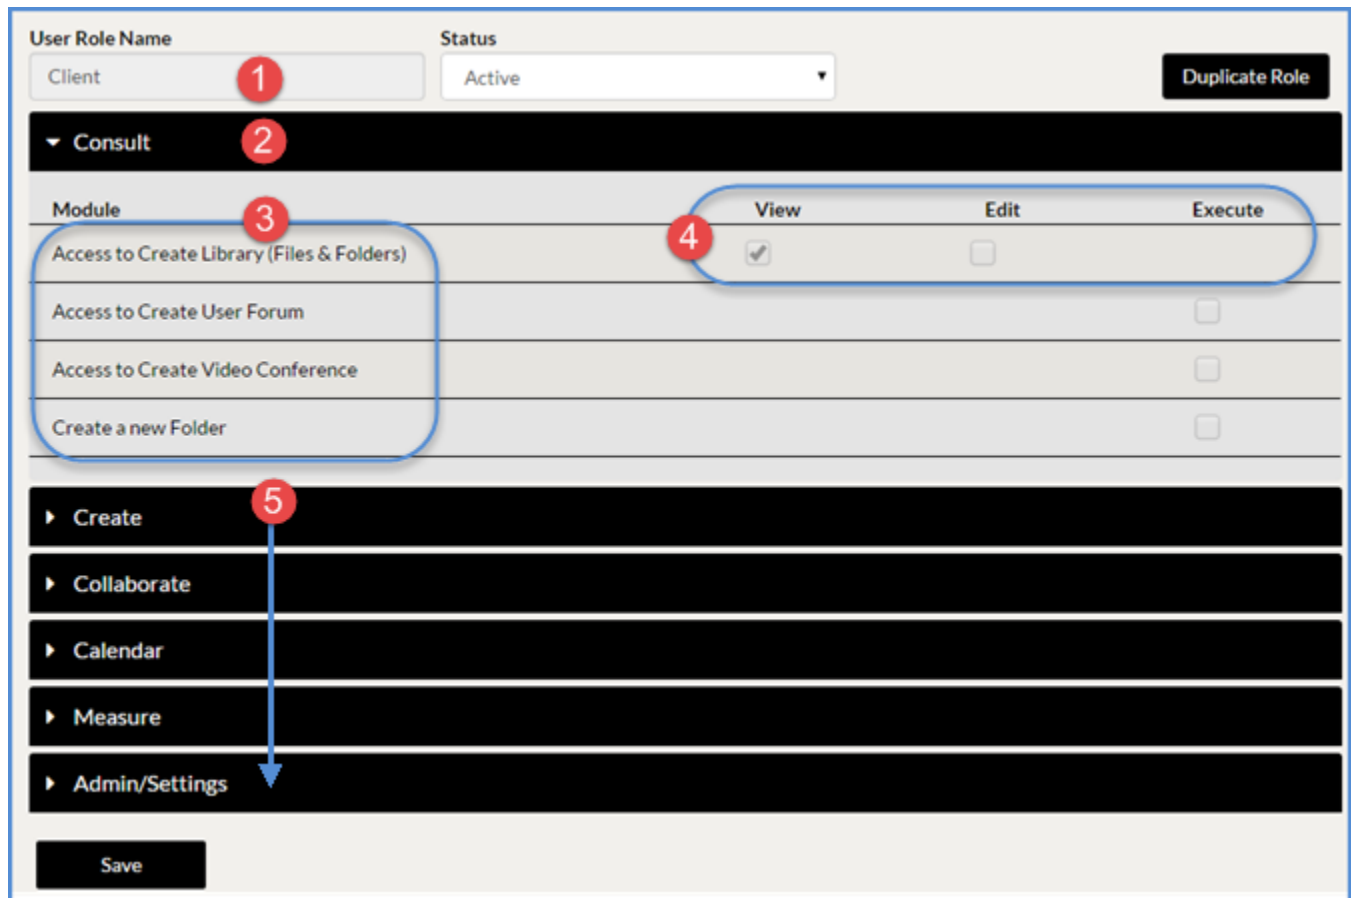 User Role Name Status
Client 1 Active Duplicate Role
Consult 2
Module 3 View Edit Execute
4
Access to Create Library (Files & Folders)
Access to Create User Forum
Access to Create Video Conference
Create a new Folder
5
Create
Collaborate
Calendar
Measure
Admin/Settings
Save